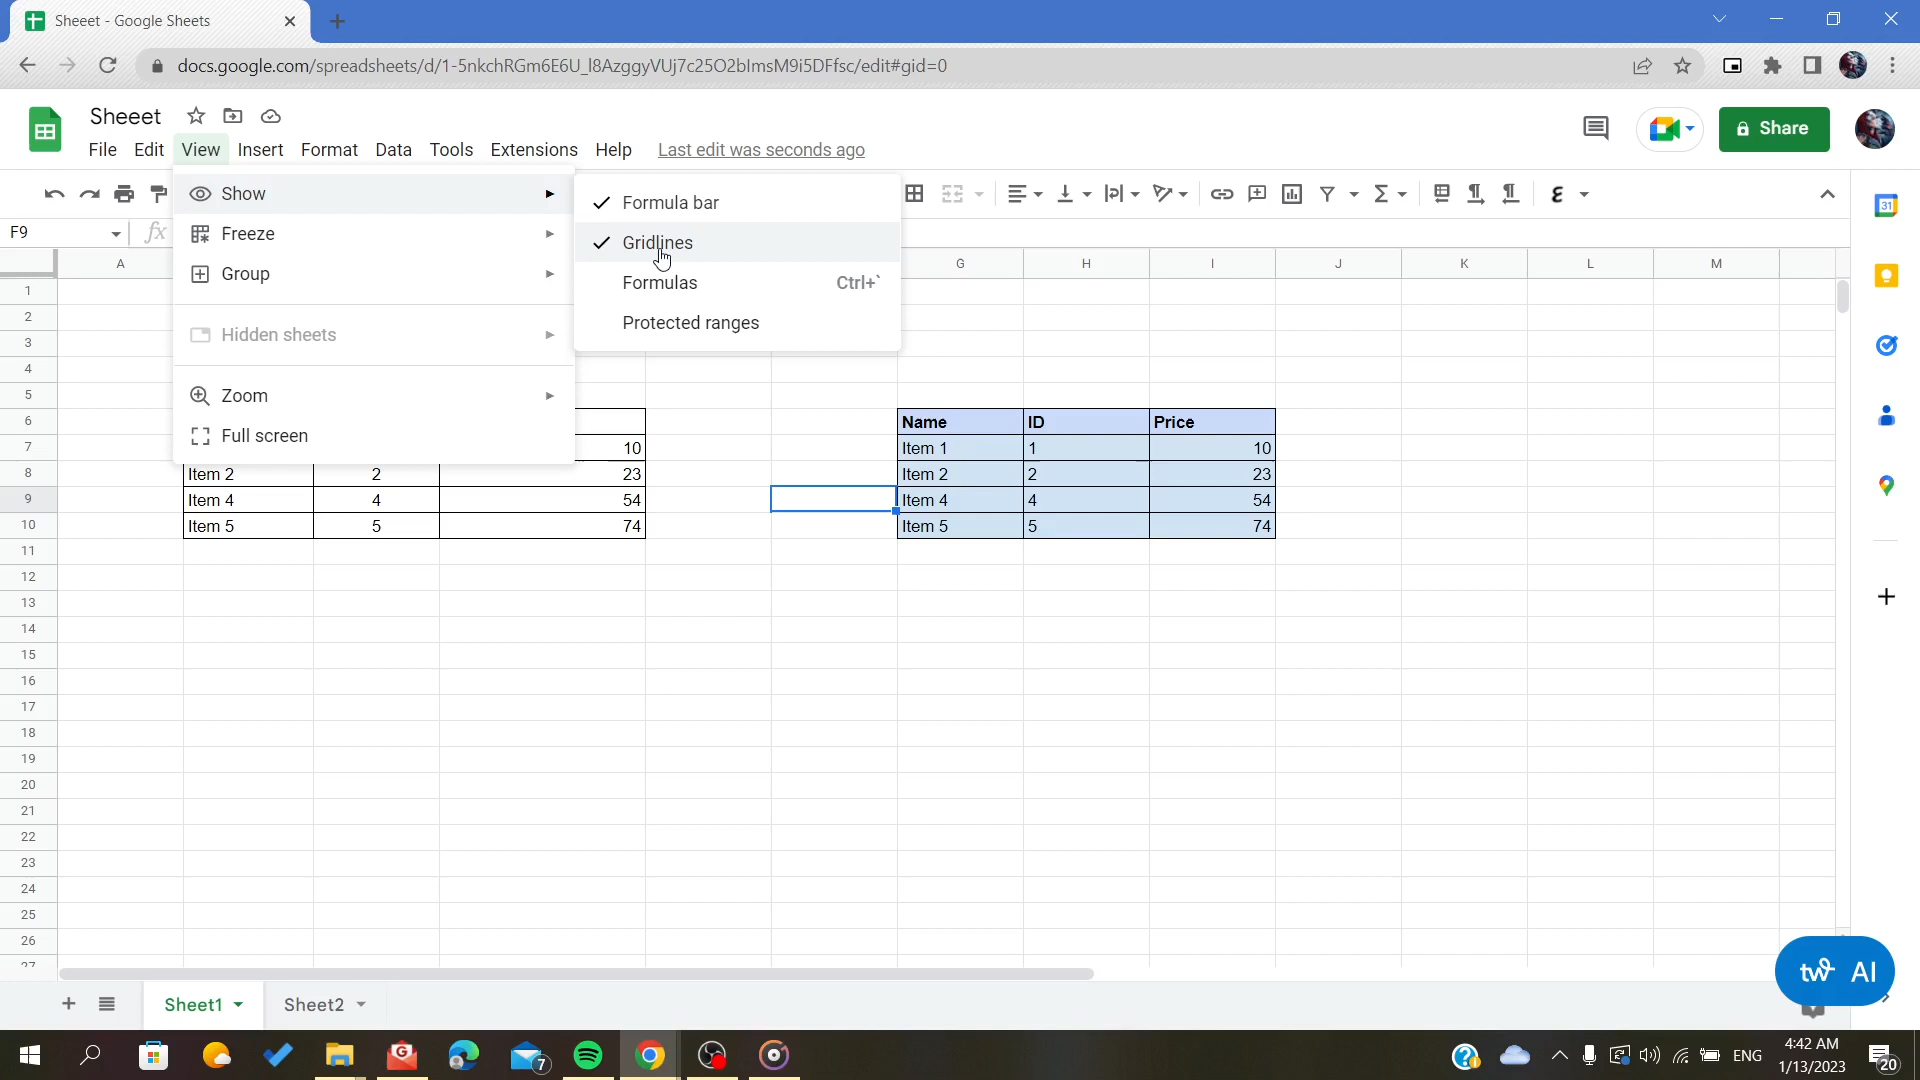 Sheeet - Google Sheets
docs.google.com/spreadsheets/d/1-5nkchRGm6E6U_I8AzggyVUj7c25O2bImsM9i5DFfsc/edit#gid=0
Sheeet
File Edit View Insert Format Data Tools Extensions Help Last edit was seconds ago
Share
Show
Freeze
Group
Hidden sheets
Zoom
Full screen
Formula bar
Gridlines
Formulas Ctrl+`
Protected ranges
31
F9 fx
A G H I J K L M
1
2
3
4
5
6 Name ID Price
7 10 Item 1 1 10
8 Item 2 2 23 Item 2 2 23
9 Item 4 4 54 Item 4 4 54
10 Item 5 5 74 Item 5 5 74
11
12
13
14
15
16
17
18
19
20
21
22
23
24
25
26
27
AI
Sheet1 Sheet2
7
ENG
4:42 AM
1/13/2023
20